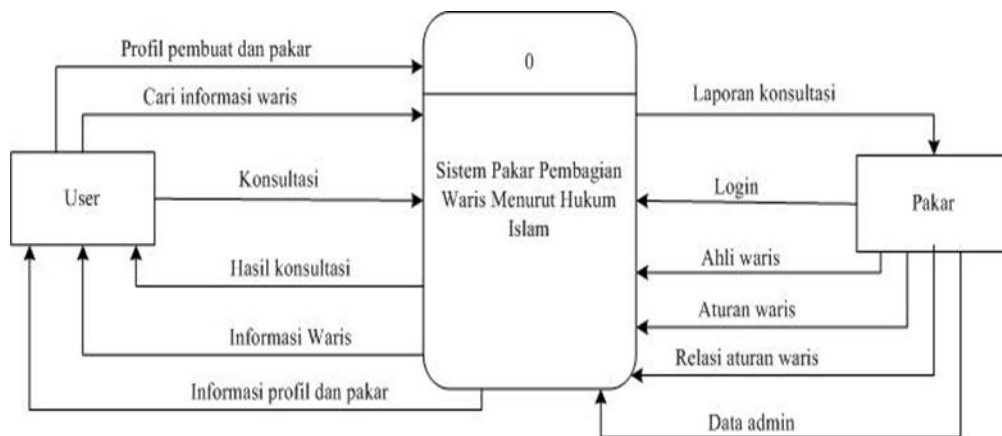 Profil pembuat dan pakar
Cari informasi waris
User
Konsultasi
Hasil konsultasi
Informasi Waris
Informasi profil dan pakar
0
Sistem Pakar Pembagian
Waris Menurut Hukum
Islam
Laporan konsultasi
Login
Pakar
Ahli waris
Aturan waris
Relasi aturan waris
Data admin